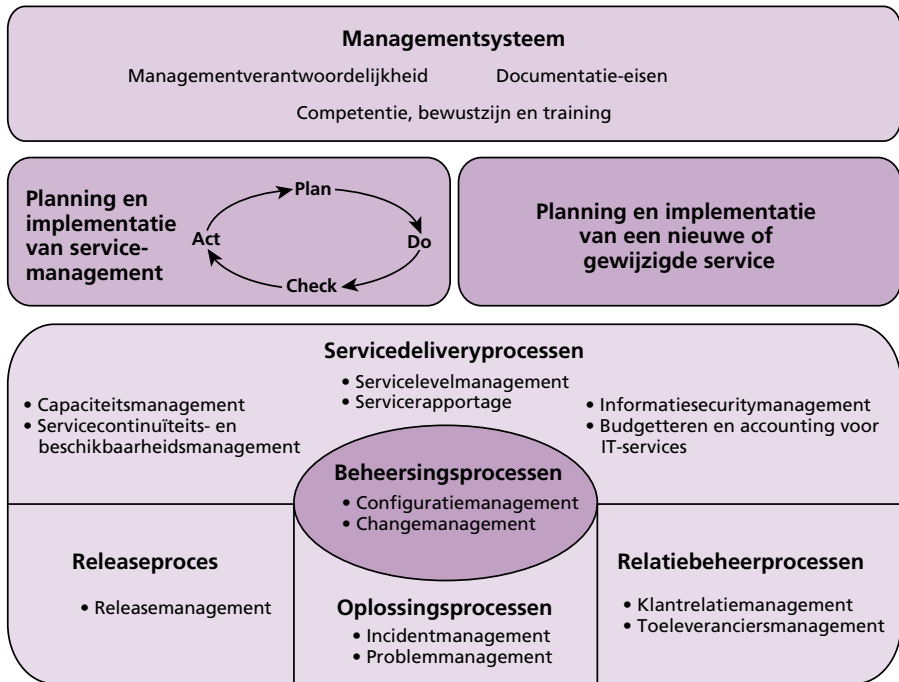 Managementsysteem
Managementverantwoordelijkheid Documentatie-eisen
Competentie, bewustzijn en training
Planning en
implementatie
van service-
management
Plan
Act
Do
Check
Planning en implementatie
van een nieuwe of
gewijzigde service
Servicedeliveryprocessen
• Capaciteitsmanagement
• Servicecontinuïteits- en
beschikbaarheidsmanagement
• Servicelevelmanagement
• Servicerapportage
• Informatiesecuritymanagement
• Budgetteren en accounting voor
IT-services
Beheersingsprocessen
• Configuratiemanagement
• Changemanagement
Releaseproces
• Releasemanagement
Oplossingsprocessen
• Incidentmanagement
• Problemmanagement
Relatiebeheerprocessen
• Klantrelatiemanagement
• Toeleveranciersmanagement